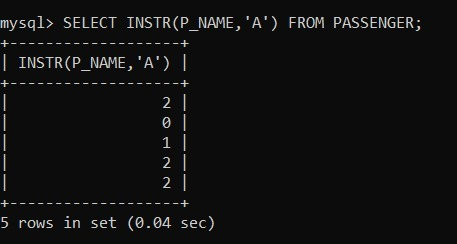 mysql> SELECT INSTR(P_NAME,'A') FROM PASSENGER;
+-------------------+
| INSTR(P_NAME,'A') |
+-------------------+
|                 2 |
|                 0 |
|                 1 |
|                 2 |
|                 2 |
+-------------------+
5 rows in set (0.04 sec)